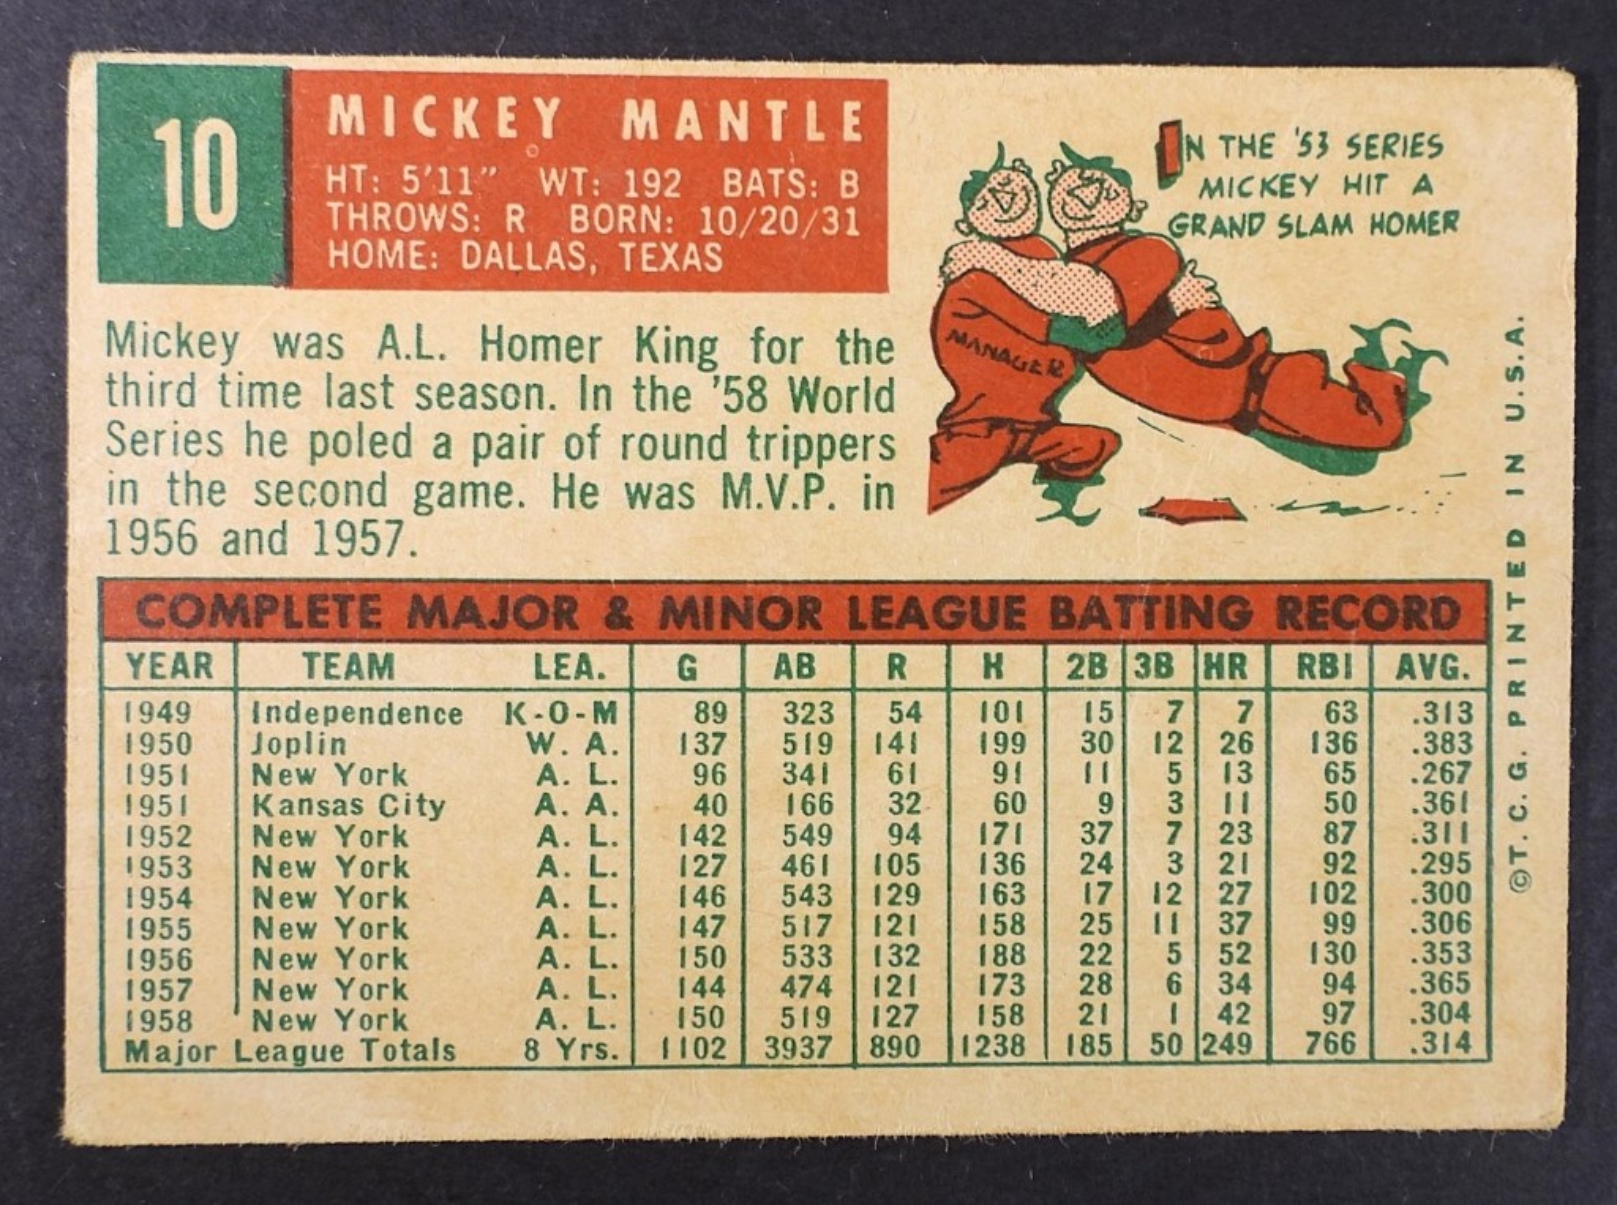 10
MICKEY MANTLE
HT: 5'11" WT: 192 BATS: B
THROWS: R BORN: 10/20/31
HOME: DALLAS, TEXAS
IN THE '53 SERIES
MICKEY HIT A
GRAND SLAM HOMER
MANAGER
Mickey was A.L. Homer King for the
third time last season. In the '58 World
Series he poled a pair of round trippers
in the second game. He was M.V.P. in
1956 and 1957.
COMPLETE MAJOR & MINOR LEAGUE BATTING RECORD
YEAR TEAM LEA. G AB R H 2B 3B HR RBI AVG.
1949 Independence K-O-M 89 323 54 101 15 7 7 63 .313
1950 Joplin W. A. 137 519 141 199 30 12 26 136 .383
1951 New York A. L. 96 341 61 91 11 5 13 65 .267
1951 Kansas City A. A. 40 166 32 60 9 3 11 50 .361
1952 New York A. L. 142 549 94 171 37 7 23 87 .311
1953 New York A. L. 127 461 105 136 24 3 21 92 .295
1954 New York A. L. 146 543 129 163 17 12 27 102 .300
1955 New York A. L. 147 517 121 158 25 11 37 99 .306
1956 New York A. L. 150 533 132 188 22 5 52 130 .353
1957 New York A. L. 144 474 121 173 28 6 34 94 .365
1958 New York A. L. 150 519 127 158 21 1 42 97 .304
Major League Totals 8 Yrs. 1102 3937 890 1238 185 50 249 766 .314
©T.C.G. PRINTED IN U.S.A.